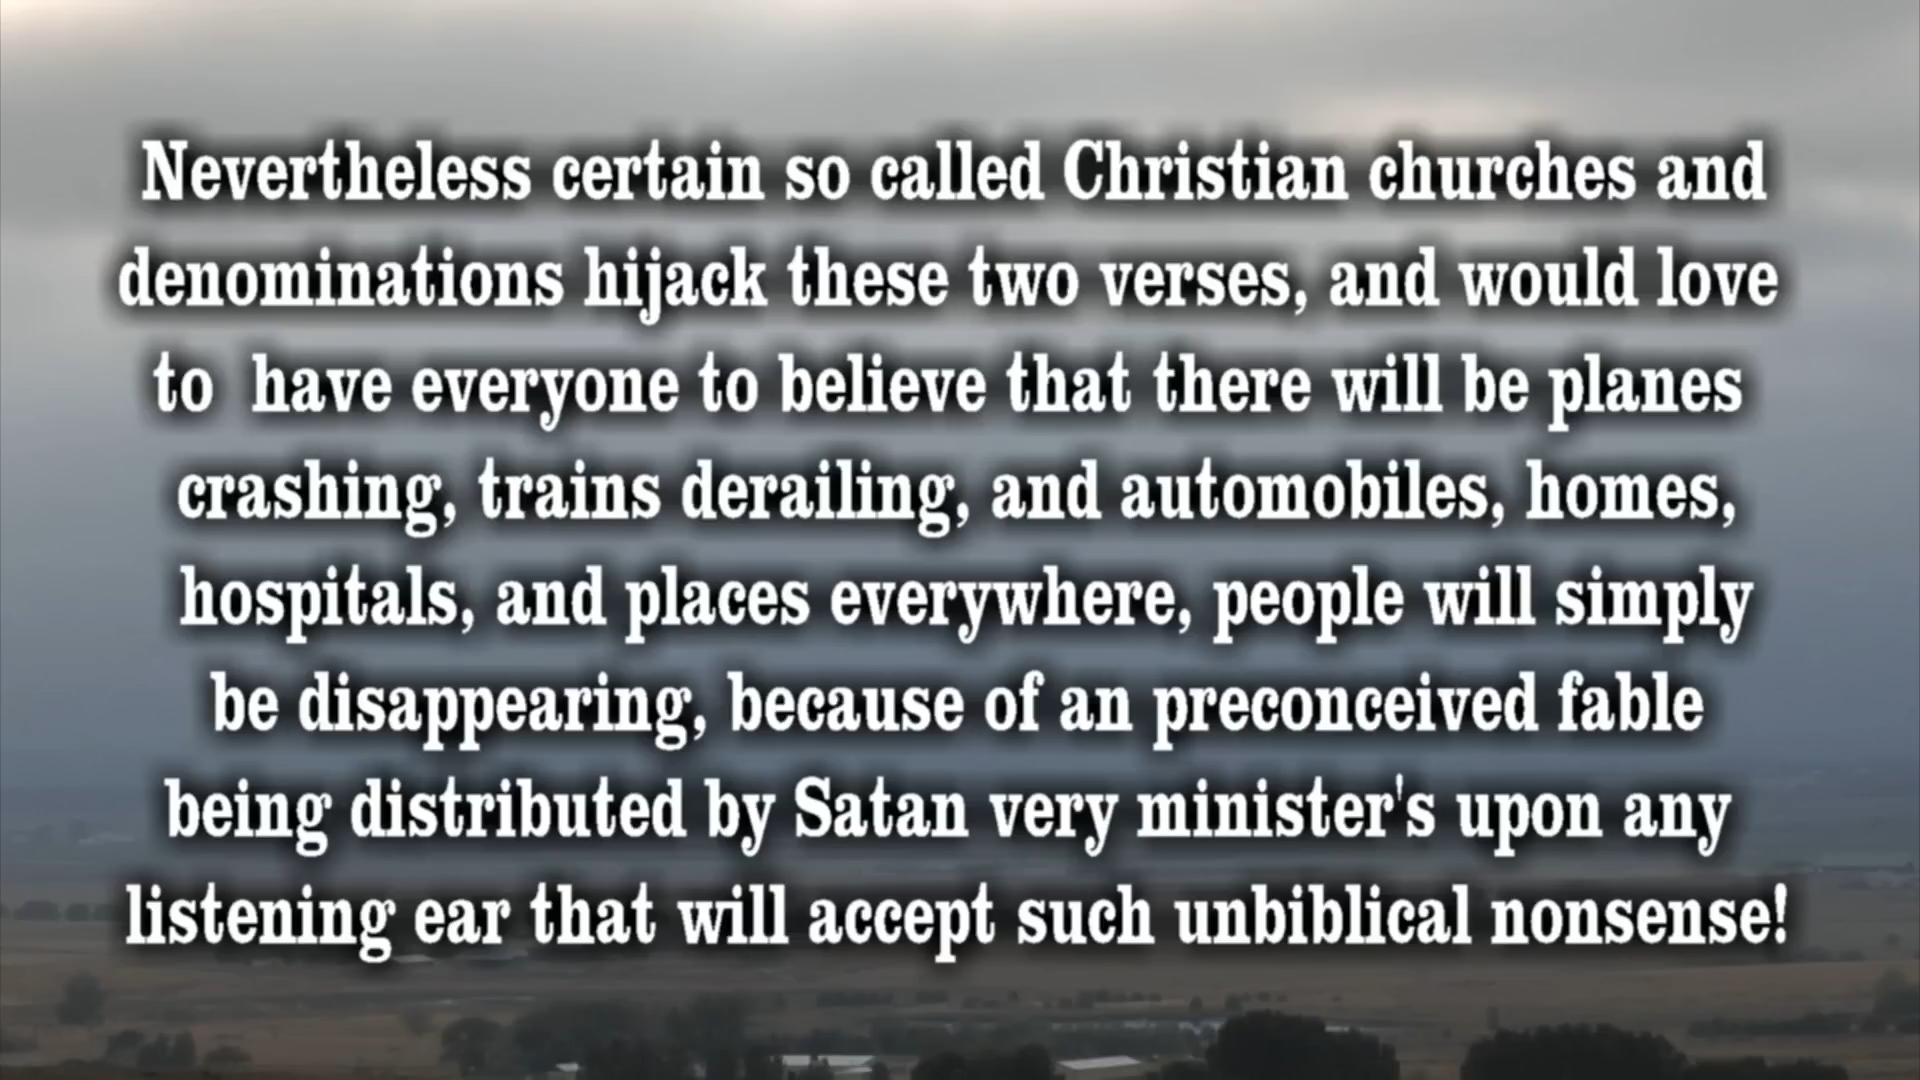 Nevertheless certain so called Christian churches and
denominations hijack these two verses, and would love
to  have everyone to believe that there will be planes
crashing, trains derailing, and automobiles, homes,
hospitals, and places everywhere, people will simply
be disappearing, because of an preconceived fable
being distributed by Satan very minister's upon any
listening ear that will accept such unbiblical nonsense!